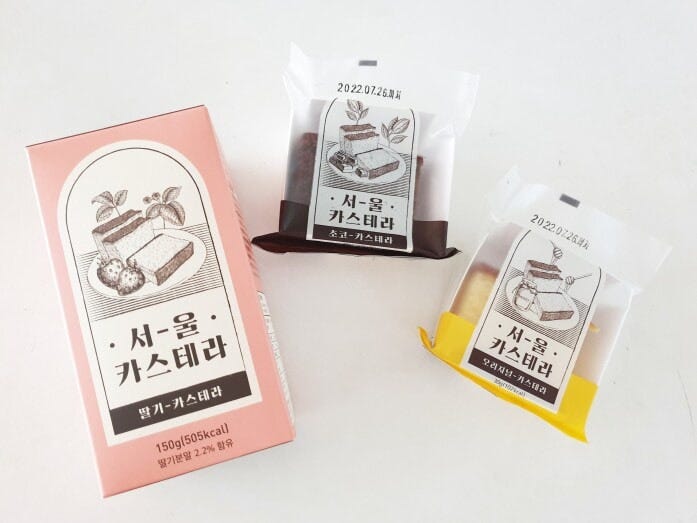 · 서-울 ·
카스테라
딸기-카스테라
150g(505kcal)
딸기분말 2.2% 함유
2022.07.26.까지
· 서-울 ·
카스테라
쵸코-카스테라
2022.07.26.까지
· 서-울 ·
카스테라
오리지널-카스테라